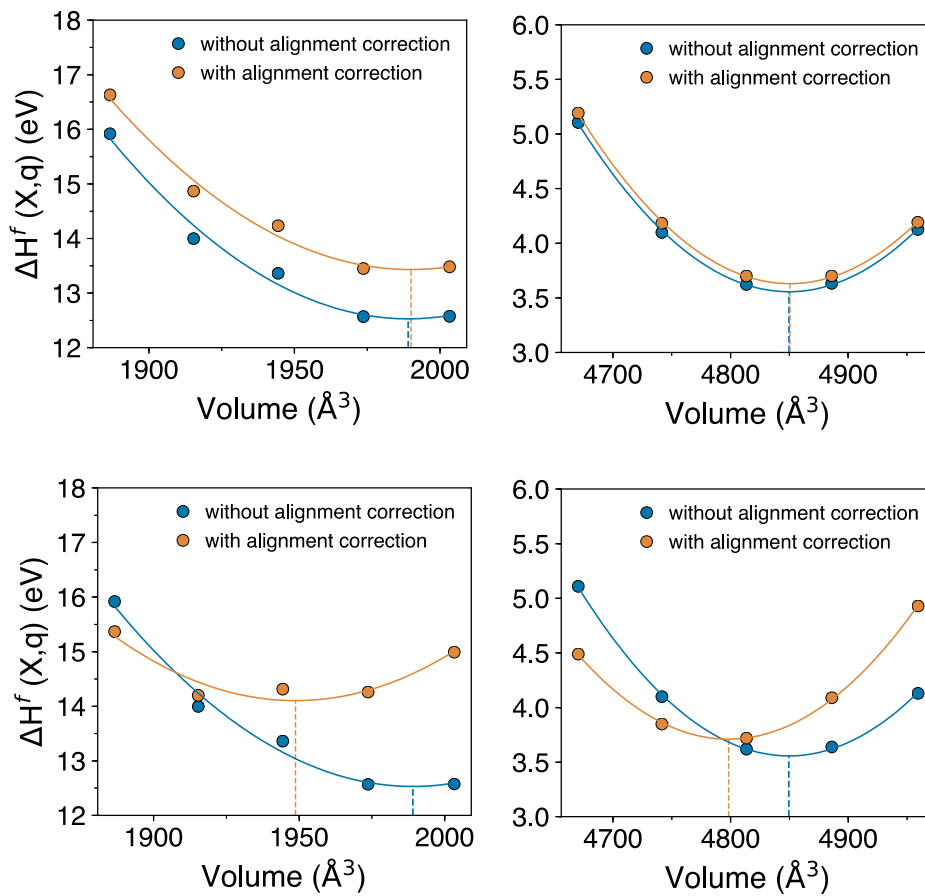 18
17
16
15
14
13
12
ΔH^f (X,q) (eV)
without alignment correction
with alignment correction
1900
1950
2000
Volume (Å³)
6.0
5.5
5.0
4.5
4.0
3.5
3.0
without alignment correction
with alignment correction
4700
4800
4900
Volume (Å³)
18
17
16
15
14
13
12
ΔH^f (X,q) (eV)
without alignment correction
with alignment correction
1900
1950
2000
Volume (Å³)
6.0
5.5
5.0
4.5
4.0
3.5
3.0
without alignment correction
with alignment correction
4700
4800
4900
Volume (Å³)